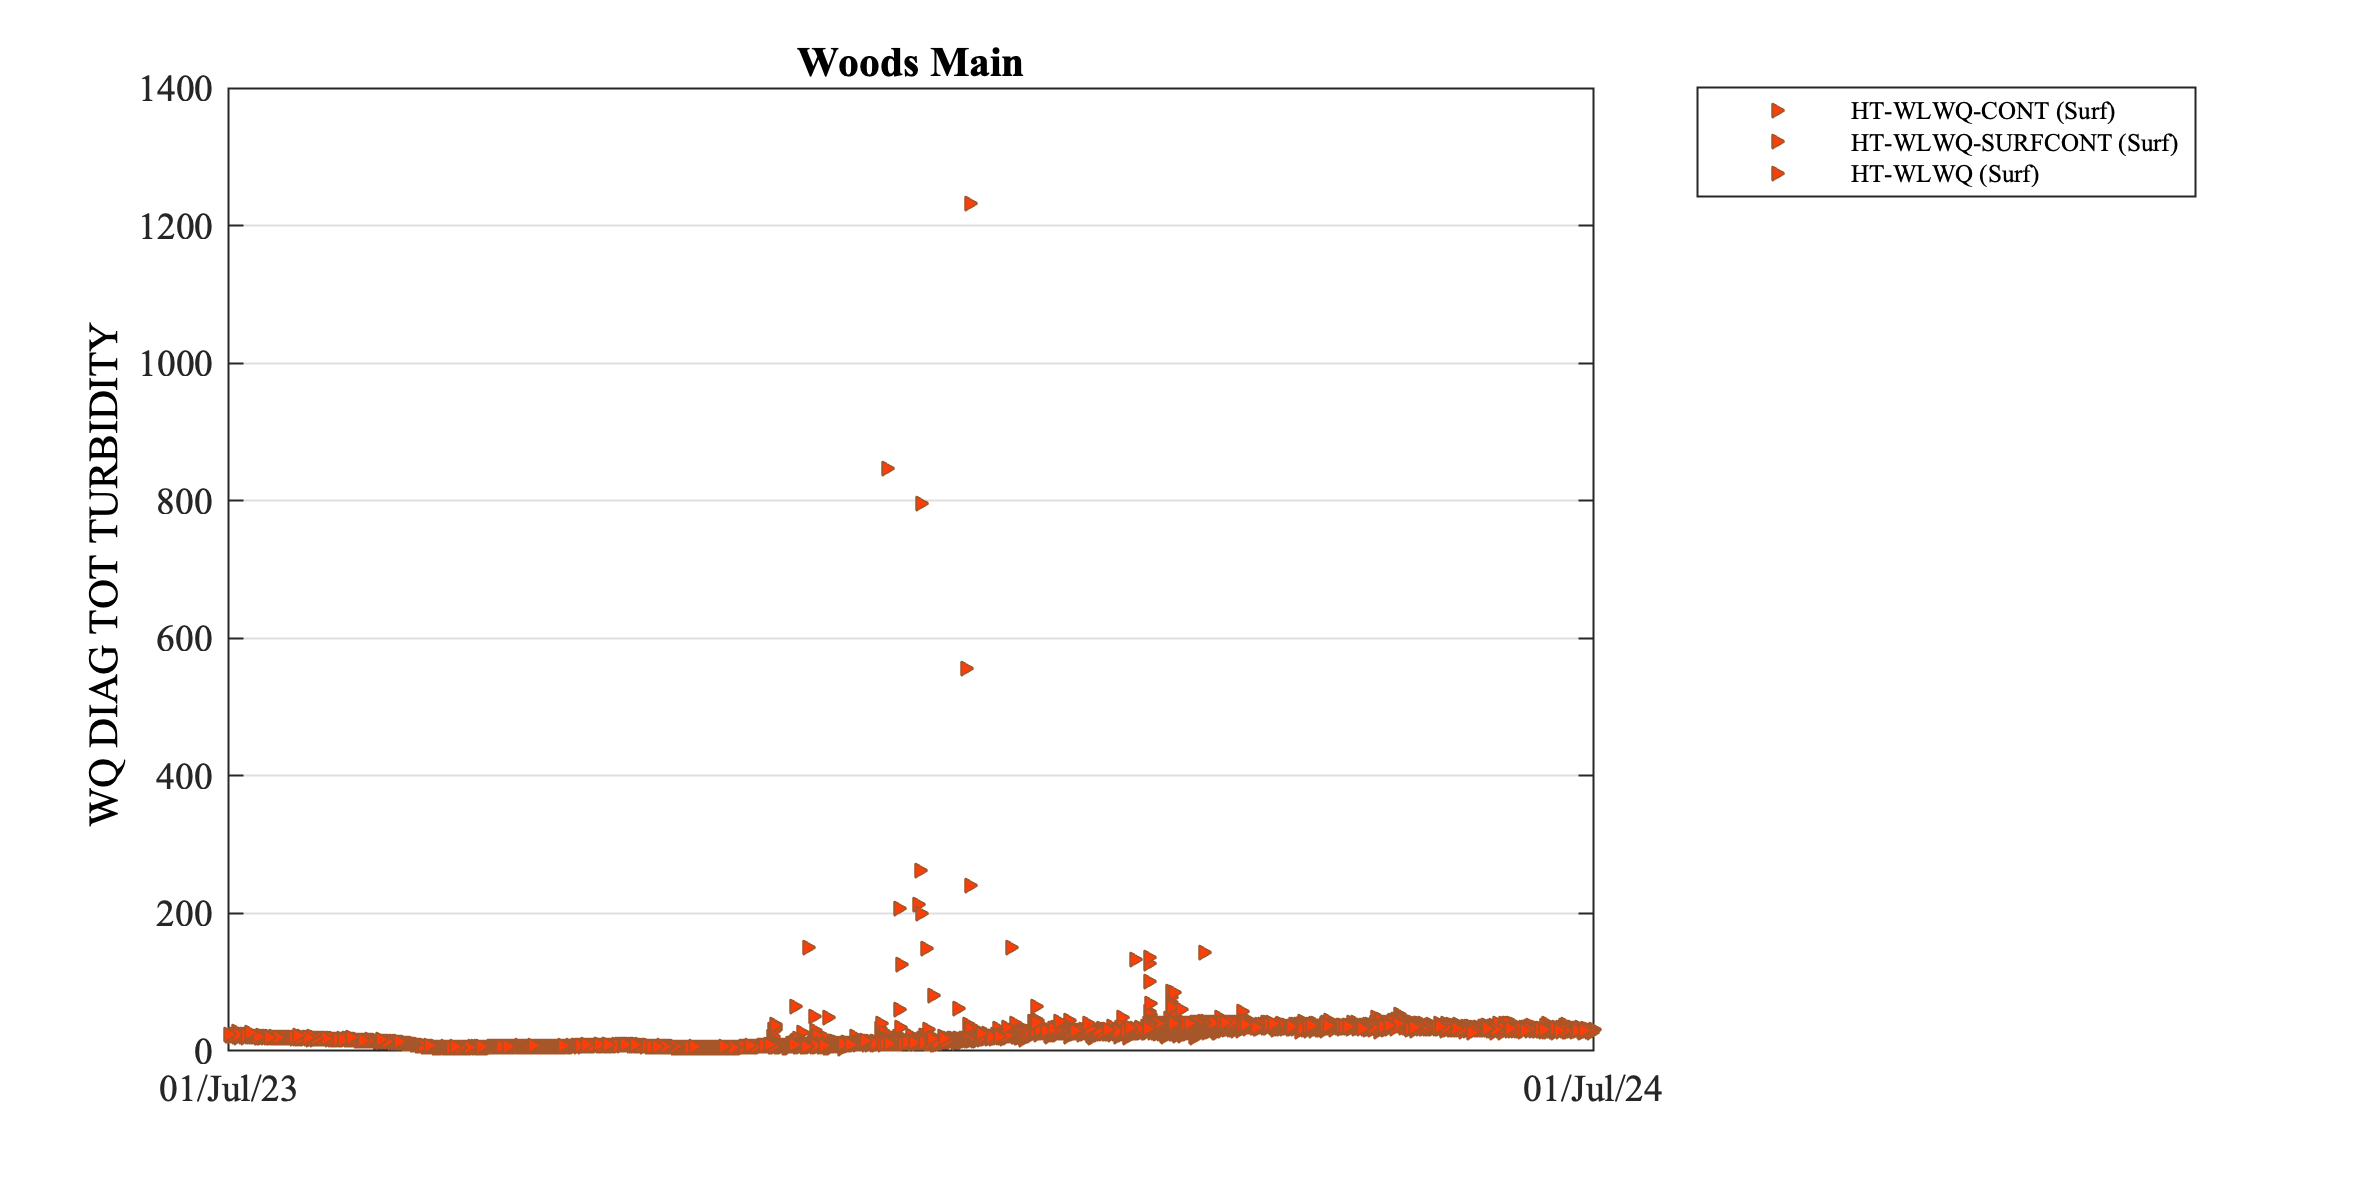 Woods Main
1400
1200
1000
800
600
400
200
0
WQ DIAG TOT TURBIDITY
01/Jul/23
01/Jul/24
HT-WLWQ-CONT (Surf)
HT-WLWQ-SURFCONT (Surf)
HT-WLWQ (Surf)